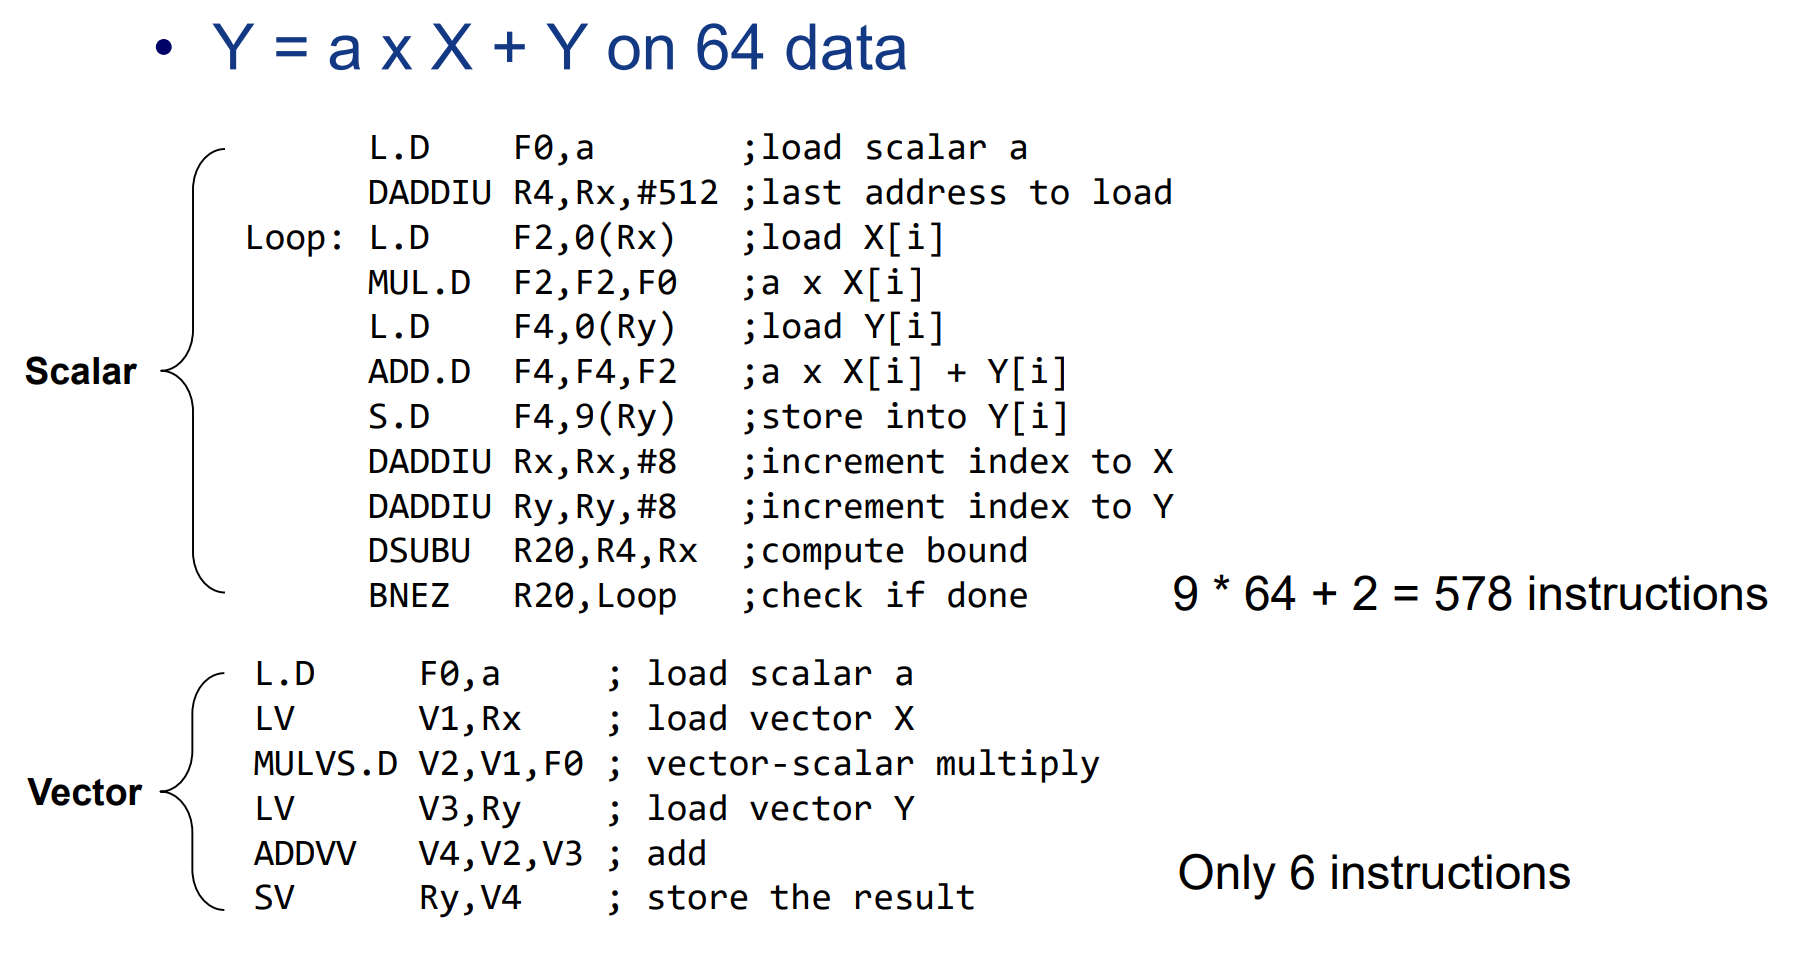 • Y = a x X + Y on 64 data
L.D F0,a ;load scalar a
DADDIU R4,Rx,#512 ;last address to load
Loop: L.D F2,0(Rx) ;load X[i]
MUL.D F2,F2,F0 ;a x X[i]
L.D F4,0(Ry) ;load Y[i]
Scalar
ADD.D F4,F4,F2 ;a x X[i] + Y[i]
S.D F4,9(Ry) ;store into Y[i]
DADDIU Rx,Rx,#8 ;increment index to X
DADDIU Ry,Ry,#8 ;increment index to Y
DSUBU R20,R4,Rx ;compute bound
BNEZ R20,Loop ;check if done
9 * 64 + 2 = 578 instructions
L.D F0,a ; load scalar a
LV V1,Rx ; load vector X
MULVS.D V2,V1,F0 ; vector-scalar multiply
Vector
LV V3,Ry ; load vector Y
ADDVV V4,V2,V3 ; add
SV Ry,V4 ; store the result
Only 6 instructions